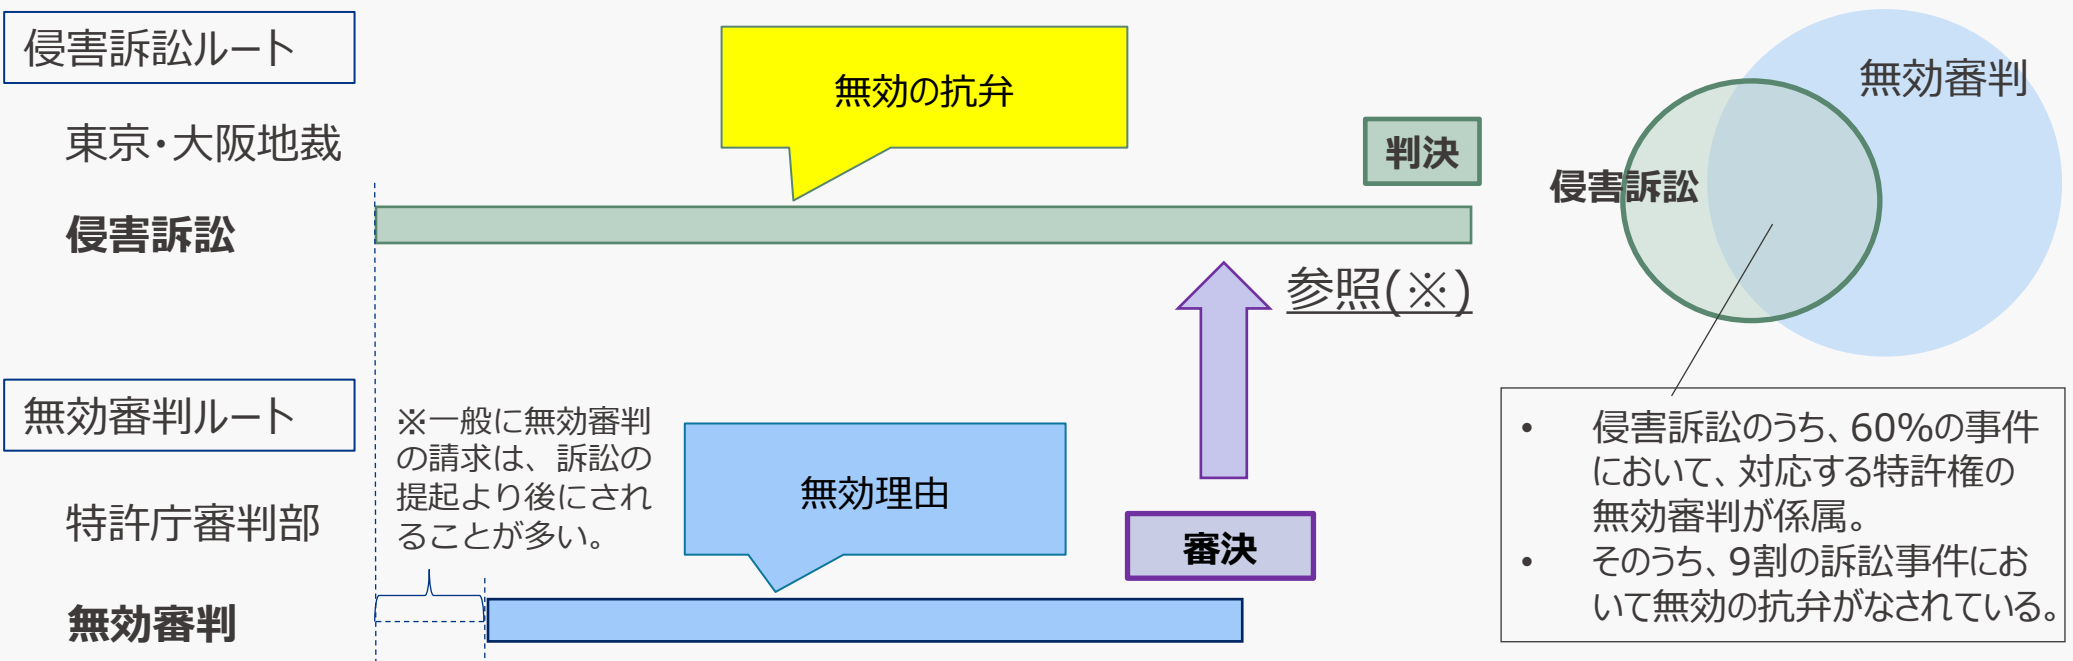 侵害訴訟ルート
東京・大阪地裁
侵害訴訟
無効の抗弁
判決
参照(※)
無効審判ルート
特許庁審判部
無効審判
※一般に無効審判
の請求は、訴訟の
提起より後にされ
ることが多い。
無効理由
審決
無効審判
侵害訴訟
• 侵害訴訟のうち、60%の事件
において、対応する特許権の
無効審判が係属。
• そのうち、9割の訴訟事件にお
いて無効の抗弁がなされている。